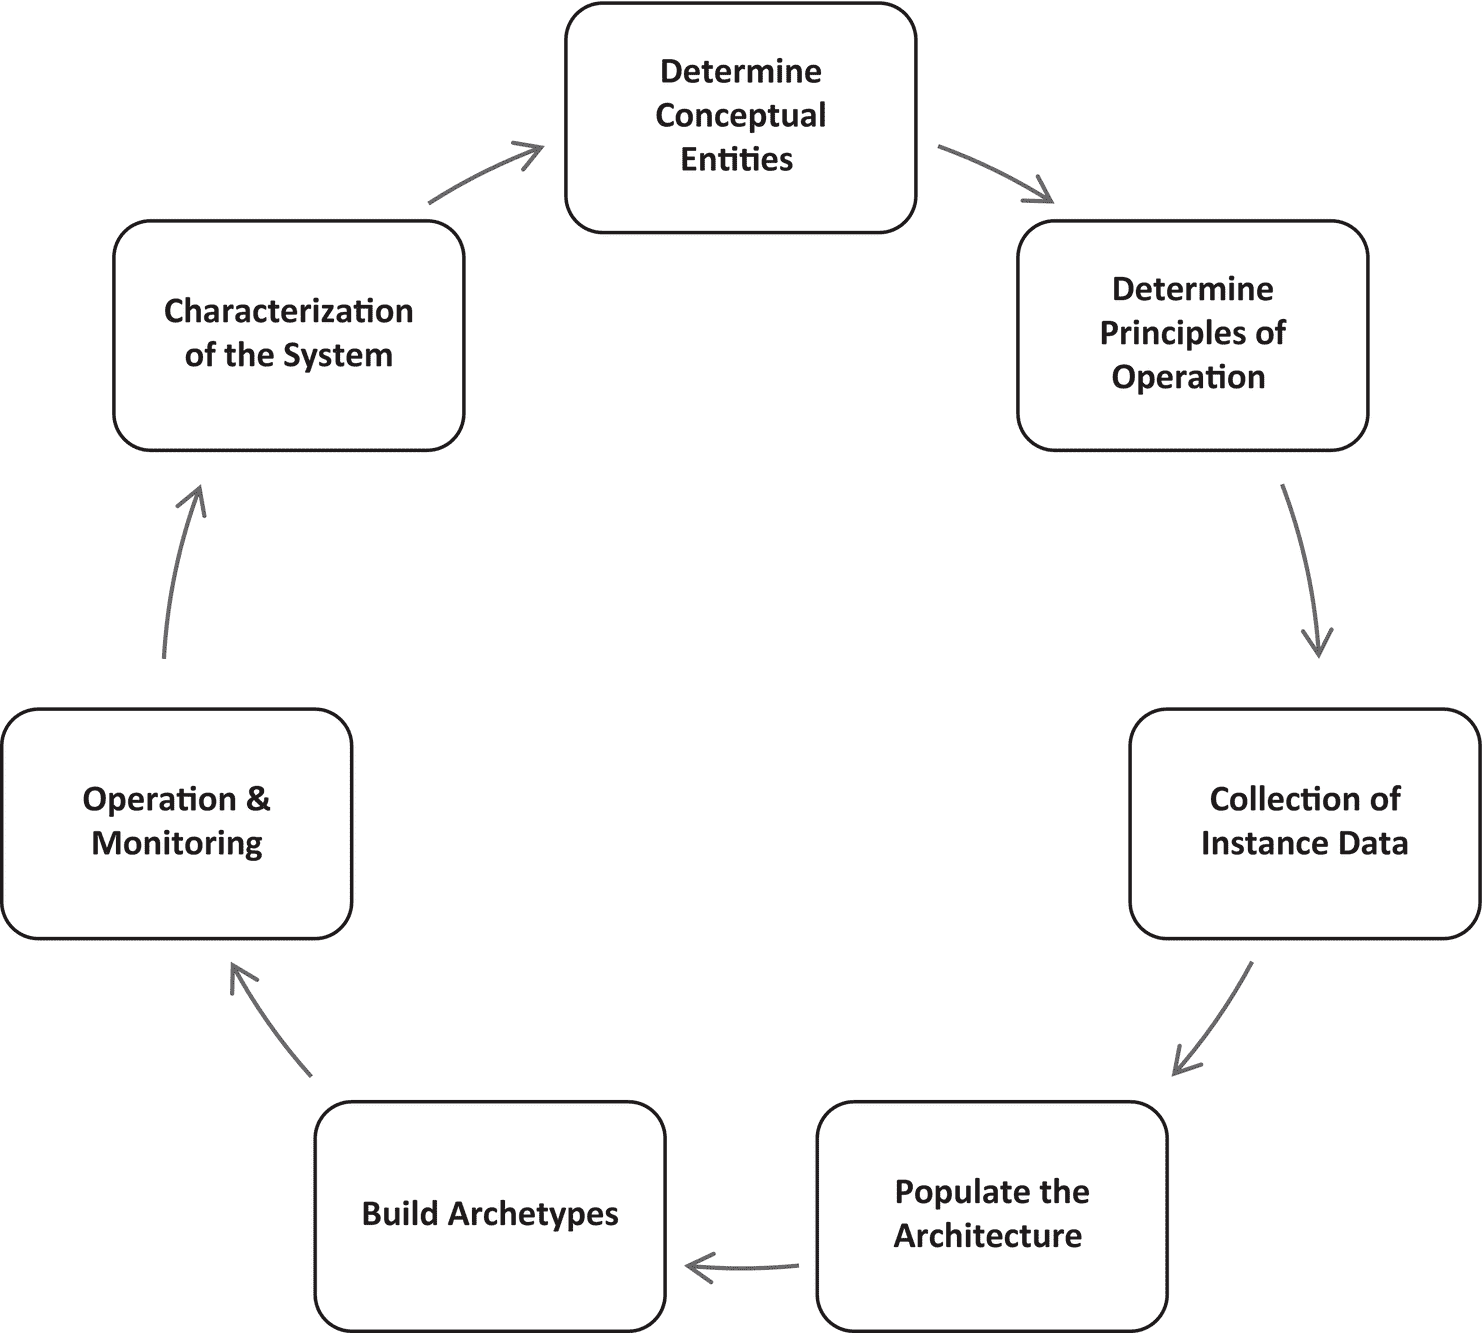 Determine
Conceptual
Entities
Determine
Principles of
Operation
Collection of
Instance Data
Populate the
Architecture
Build Archetypes
Operation &
Monitoring
Characterization
of the System